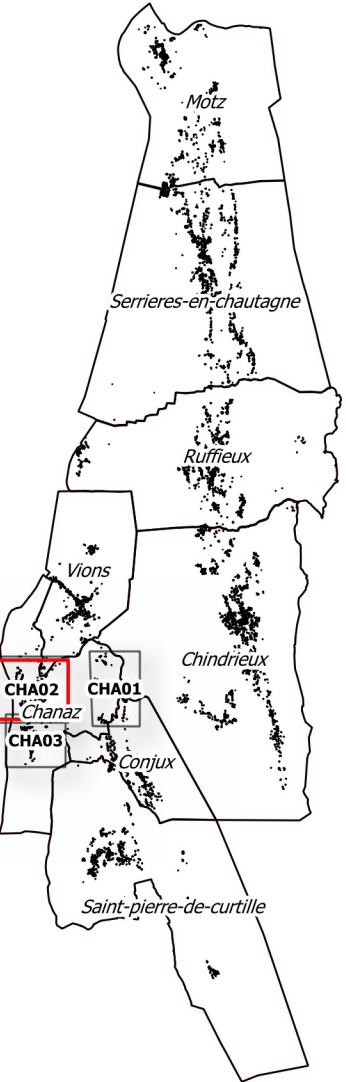 Motz
Serrieres-en-chautagne
Ruffieux
Vions
Chindrieux
CHA02
CHA01
Chanaz
CHA03
Conjux
Saint-pierre-de-curtille